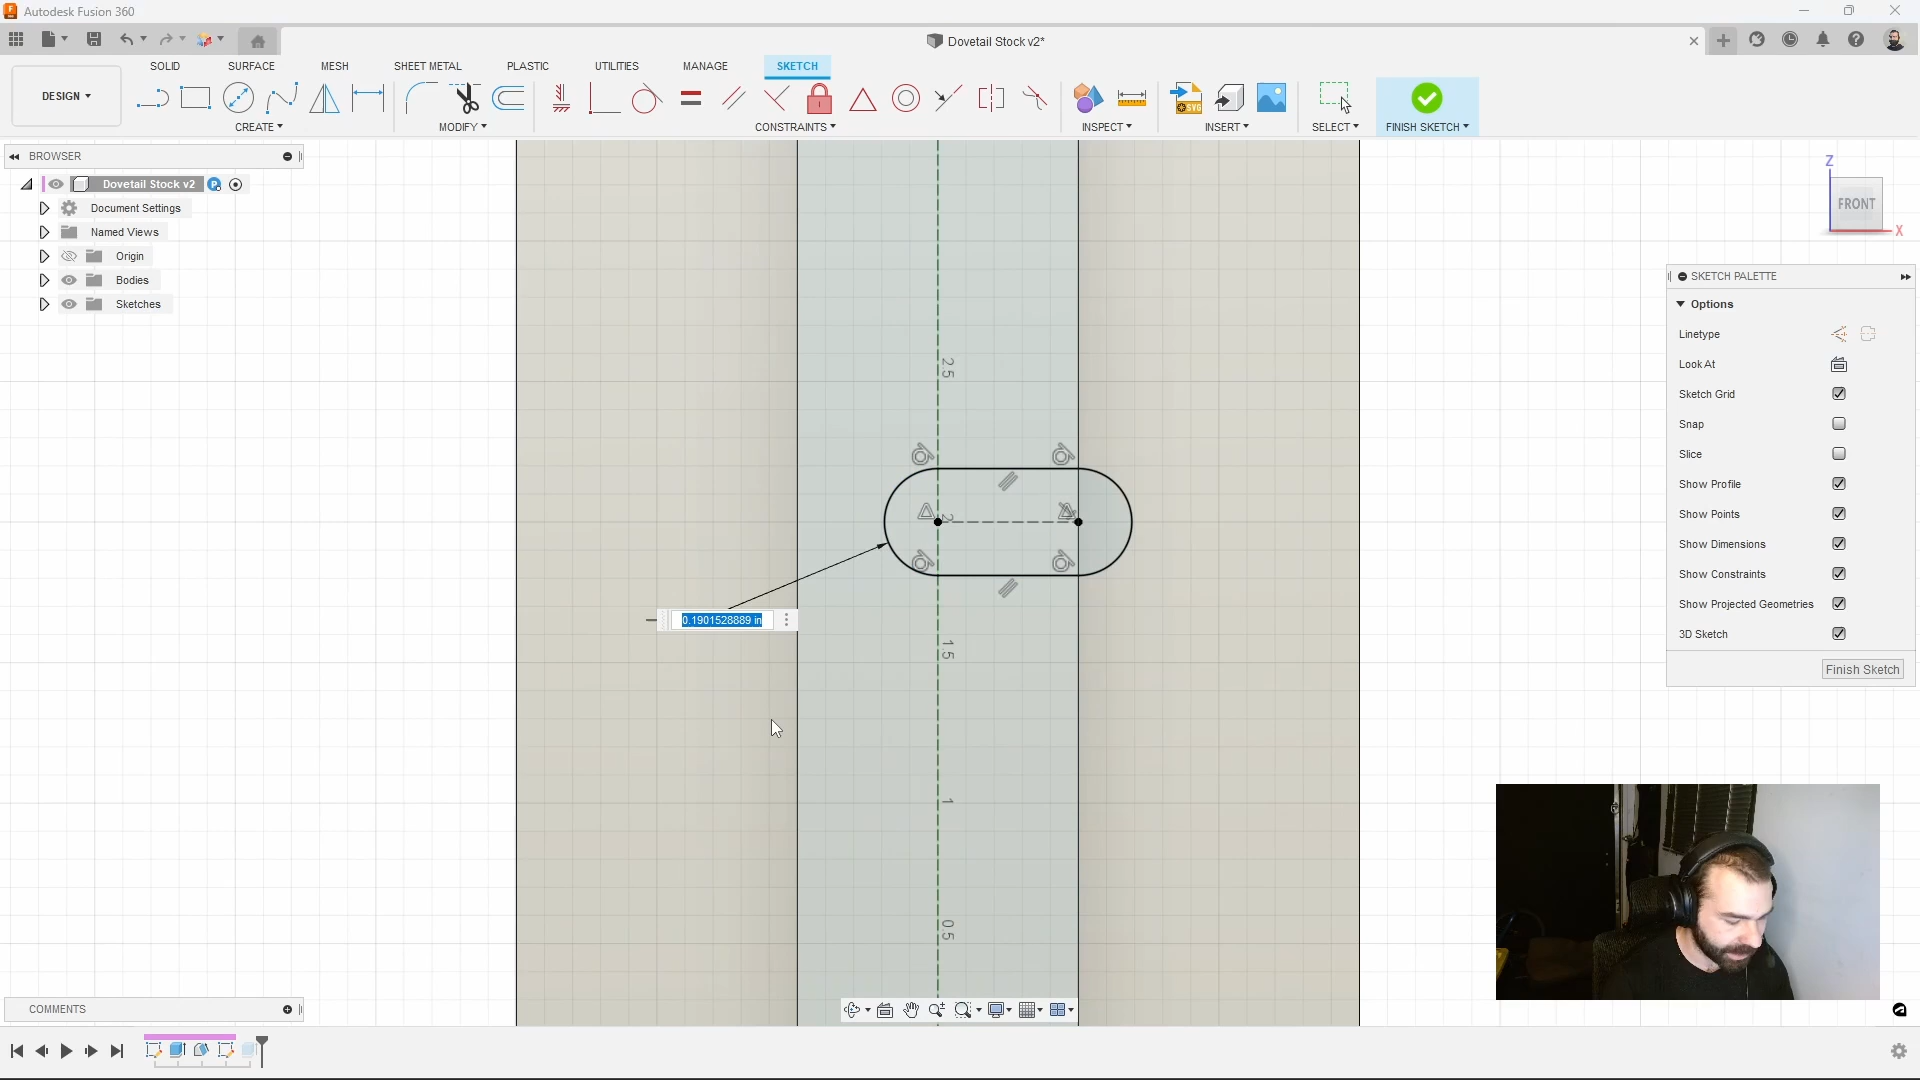 Autodesk Fusion 360
Dovetail Stock v2*
DESIGN
SOLID
SURFACE
MESH
SHEET METAL
PLASTIC
UTILITIES
MANAGE
SKETCH
CREATE
MODIFY
CONSTRAINTS
INSPECT
INSERT
SELECT
FINISH SKETCH
SVG
BROWSER
Dovetail Stock v2
Document Settings
Named Views
Origin
Bodies
Sketches
Z
FRONT
X
SKETCH PALETTE
Options
Linetype
Look At
Sketch Grid
Snap
Slice
Show Profile
Show Points
Show Dimensions
Show Constraints
Show Projected Geometries
3D Sketch
Finish Sketch
2.5
2
1.5
1
0.5
0.1901528889 in
COMMENTS